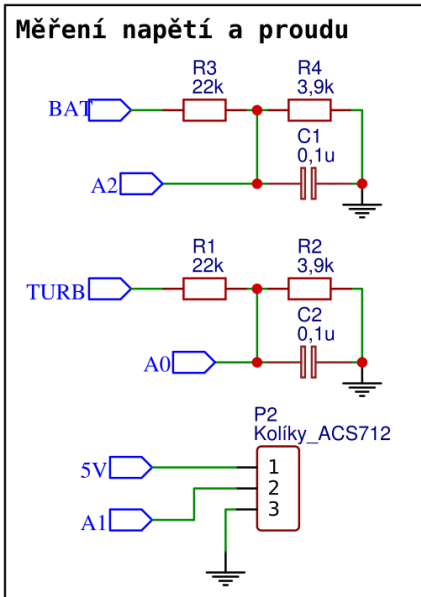 Měření napětí a proudu
R3
22k
R4
3,9k
BAT
C1
0,1u
A2
R1
22k
R2
3,9k
TURB
C2
0,1u
A0
P2
Kolíky_ACS712
5V
1
2
A1
3